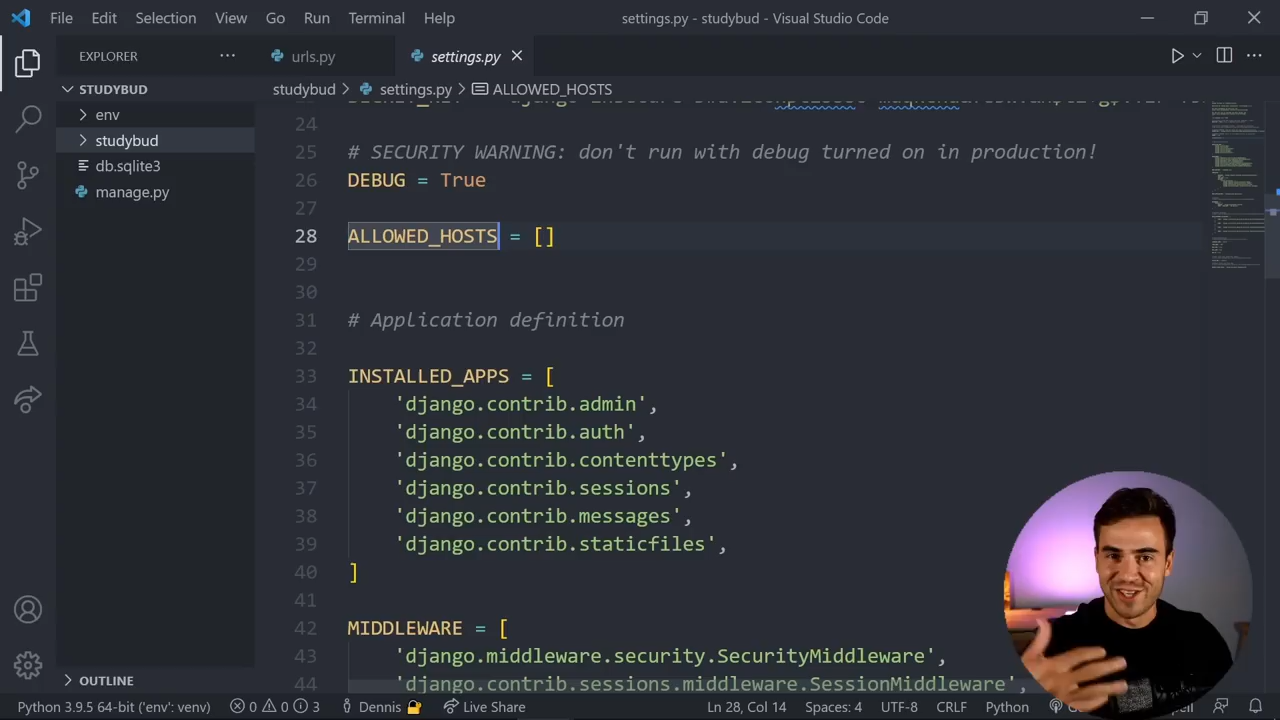 File Edit Selection View Go Run Terminal Help
settings.py - studybud - Visual Studio Code
EXPLORER
urls.py
settings.py
STUDYBUD
studybud > settings.py > ALLOWED_HOSTS
env
studybud
db.sqlite3
manage.py
24
25 # SECURITY WARNING: don't run with debug turned on in production!
26 DEBUG = True
27
28 ALLOWED_HOSTS = []
29
30
31 # Application definition
32
33 INSTALLED_APPS = [
34 'django.contrib.admin',
35 'django.contrib.auth',
36 'django.contrib.contenttypes',
37 'django.contrib.sessions',
38 'django.contrib.messages',
39 'django.contrib.staticfiles',
40 ]
41
42 MIDDLEWARE = [
43 'django.middleware.security.SecurityMiddleware',
44 'django.contrib.sessions.middleware.SessionMiddleware',
OUTLINE
Python 3.9.5 64-bit ('env': venv) 0 0 3 Dennis Live Share Ln 28, Col 14 Spaces: 4 UTF-8 CRLF Python